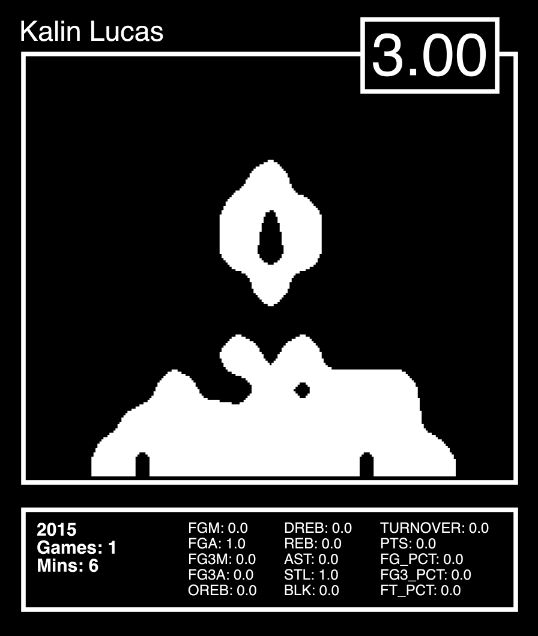 Kalin Lucas
3.00
2015
Games: 1
Mins: 6
FGM: 0.0
FGA: 1.0
FG3M: 0.0
FG3A: 0.0
OREB: 0.0
DREB: 0.0
REB: 0.0
AST: 0.0
STL: 1.0
BLK: 0.0
TURNOVER: 0.0
PTS: 0.0
FG_PCT: 0.0
FG3_PCT: 0.0
FT_PCT: 0.0